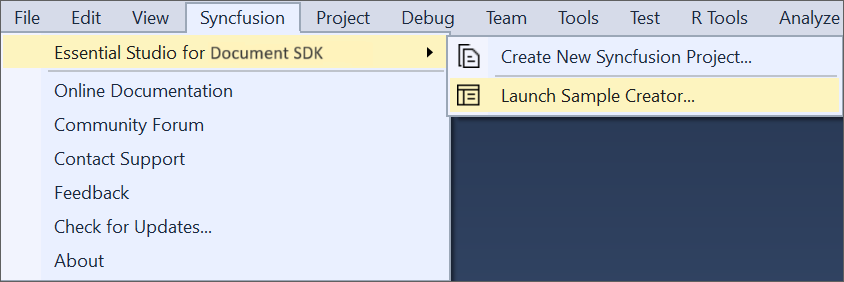 File Edit View Syncfusion Project Debug Team Tools Test R Tools Analyze
Essential Studio for Document SDK
Create New Syncfusion Project...
Launch Sample Creator...
Online Documentation
Community Forum
Contact Support
Feedback
Check for Updates...
About